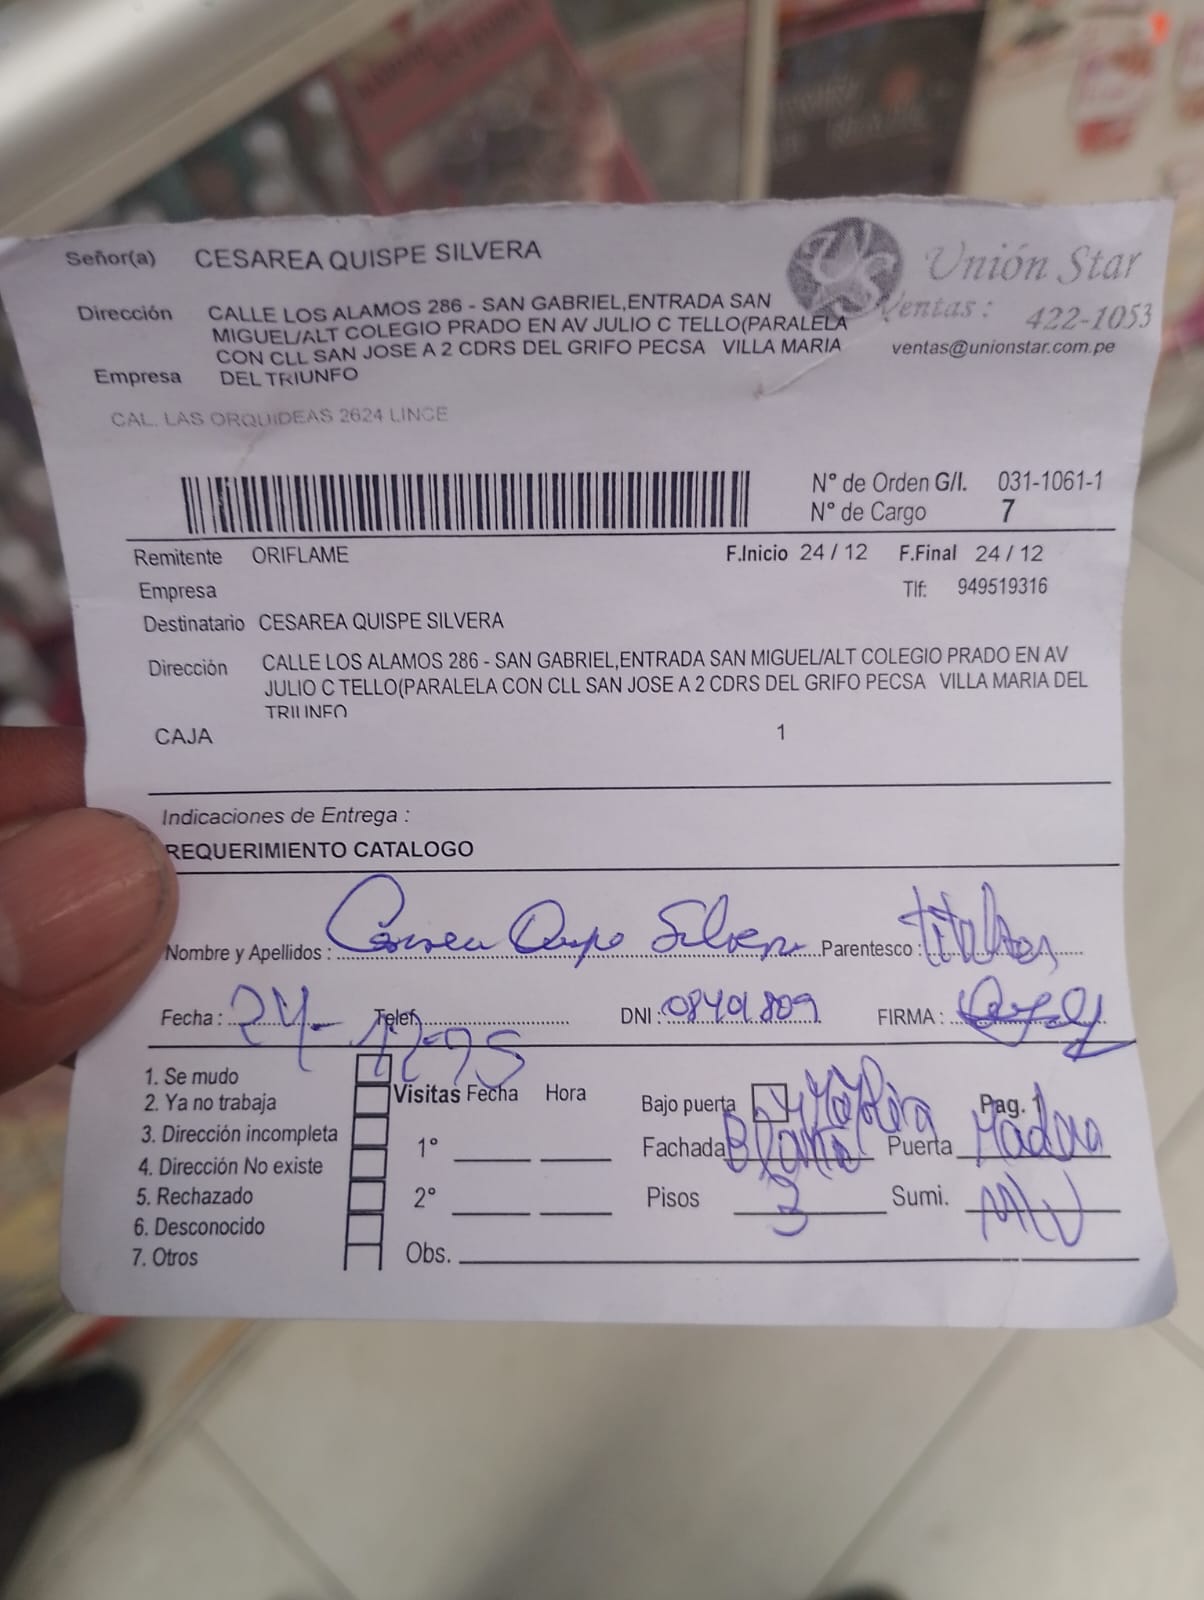 Señor(a) CESAREA QUISPE SILVERA
Unión Star
Ventas : 422-1053
ventas@unionstar.com.pe
Dirección CALLE LOS ALAMOS 286 - SAN GABRIEL,ENTRADA SAN
MIGUEL/ALT COLEGIO PRADO EN AV JULIO C TELLO(PARALELA
CON CLL SAN JOSE A 2 CDRS DEL GRIFO PECSA VILLA MARIA
Empresa DEL TRIUNFO
CAL. LAS ORQUIDEAS 2624 LINCE
N° de Orden G/I. 031-1061-1
N° de Cargo 7
Remitente ORIFLAME F.Inicio 24 / 12 F.Final 24 / 12
Empresa Tlf: 949519316
Destinatario CESAREA QUISPE SILVERA
Dirección CALLE LOS ALAMOS 286 - SAN GABRIEL,ENTRADA SAN MIGUEL/ALT COLEGIO PRADO EN AV
JULIO C TELLO(PARALELA CON CLL SAN JOSE A 2 CDRS DEL GRIFO PECSA VILLA MARIA DEL
TRIUNFO
CAJA 1
Indicaciones de Entrega :
REQUERIMIENTO CATALOGO
Nombre y Apellidos : Cesarea Quispe Silvera Parentesco :
Fecha : 24- Telef. DNI : 08401809 FIRMA :
1. Se mudo
2. Ya no trabaja
3. Dirección incompleta
4. Dirección No existe
5. Rechazado
6. Desconocido
7. Otros
Visitas Fecha Hora
1°
2°
Obs.
Bajo puerta Pag. 1
Fachada Puerta Madera
Pisos 3 Sumi.